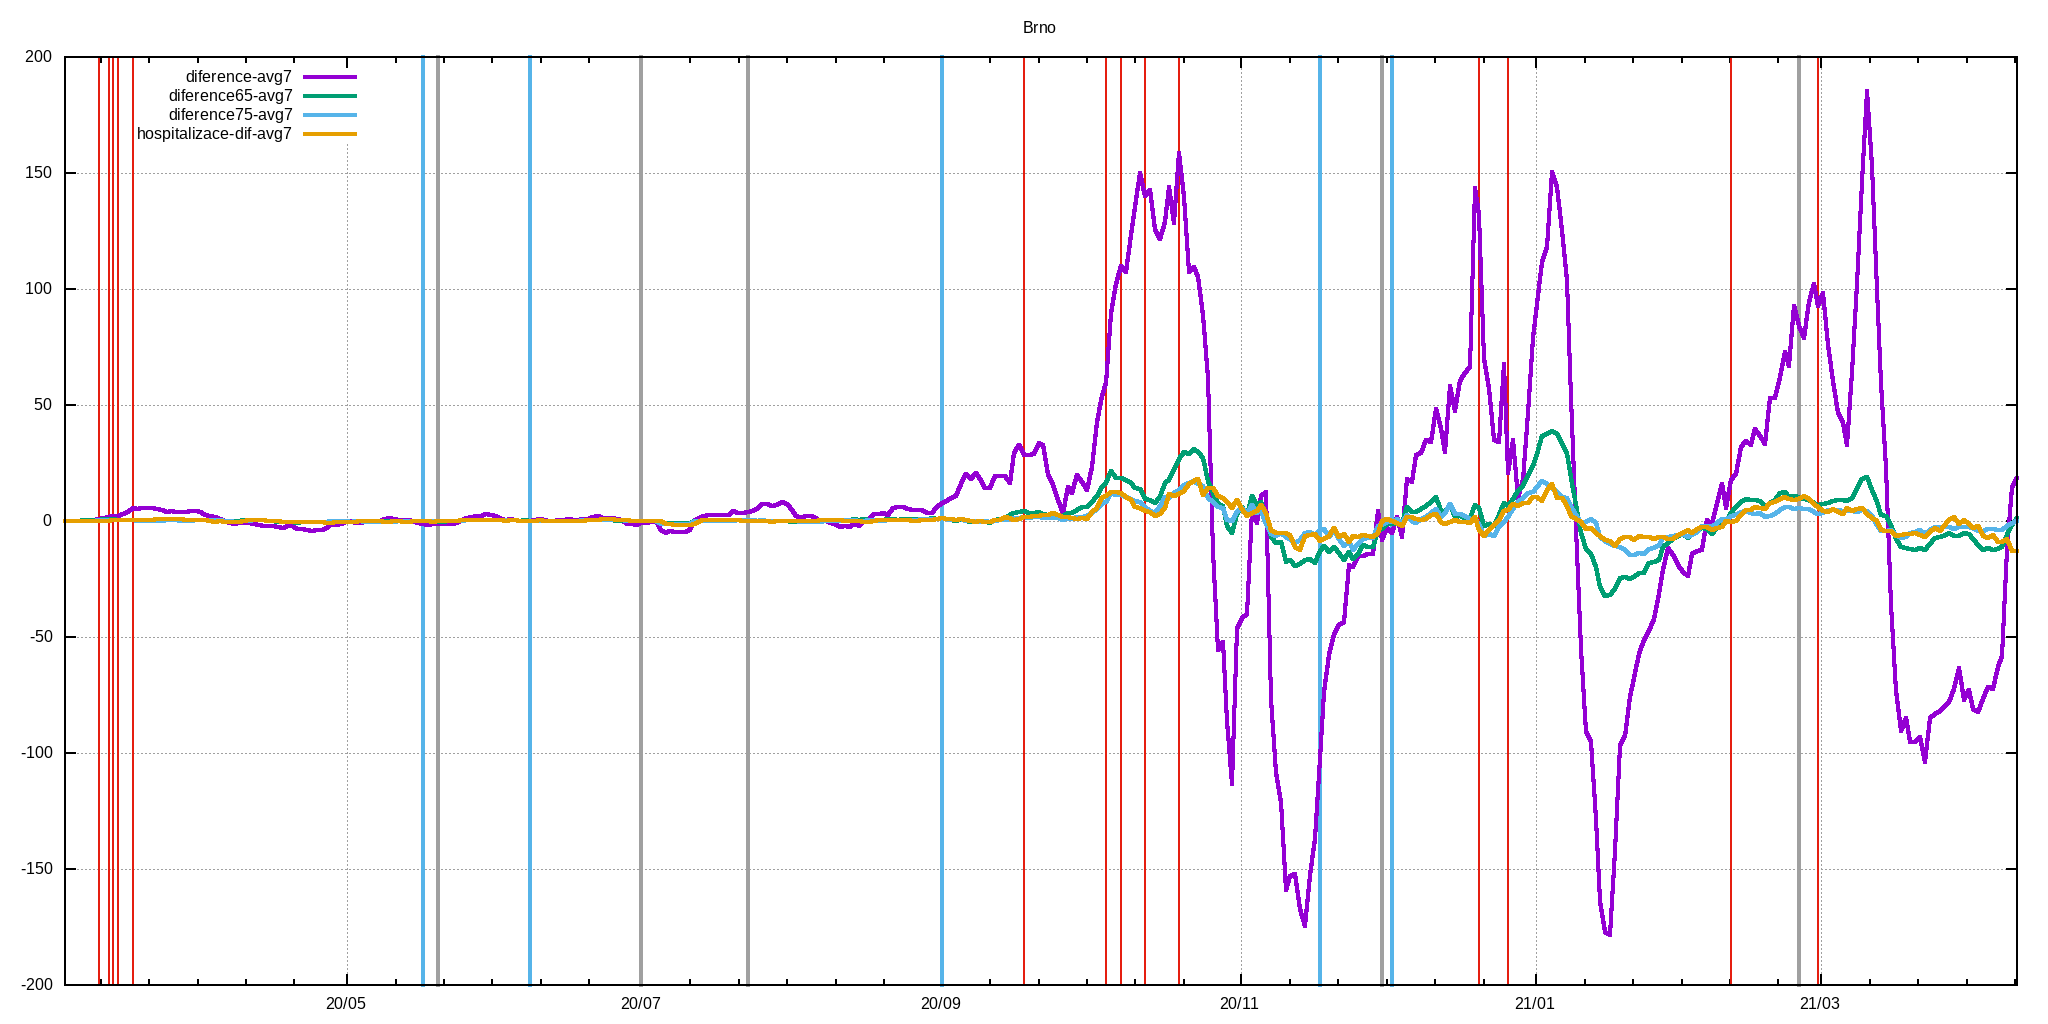 Brno
diference-avg7
diference65-avg7
diference75-avg7
hospitalizace-dif-avg7
200
150
100
50
0
-50
-100
-150
-200
20/05 20/07 20/09 20/11 21/01 21/03